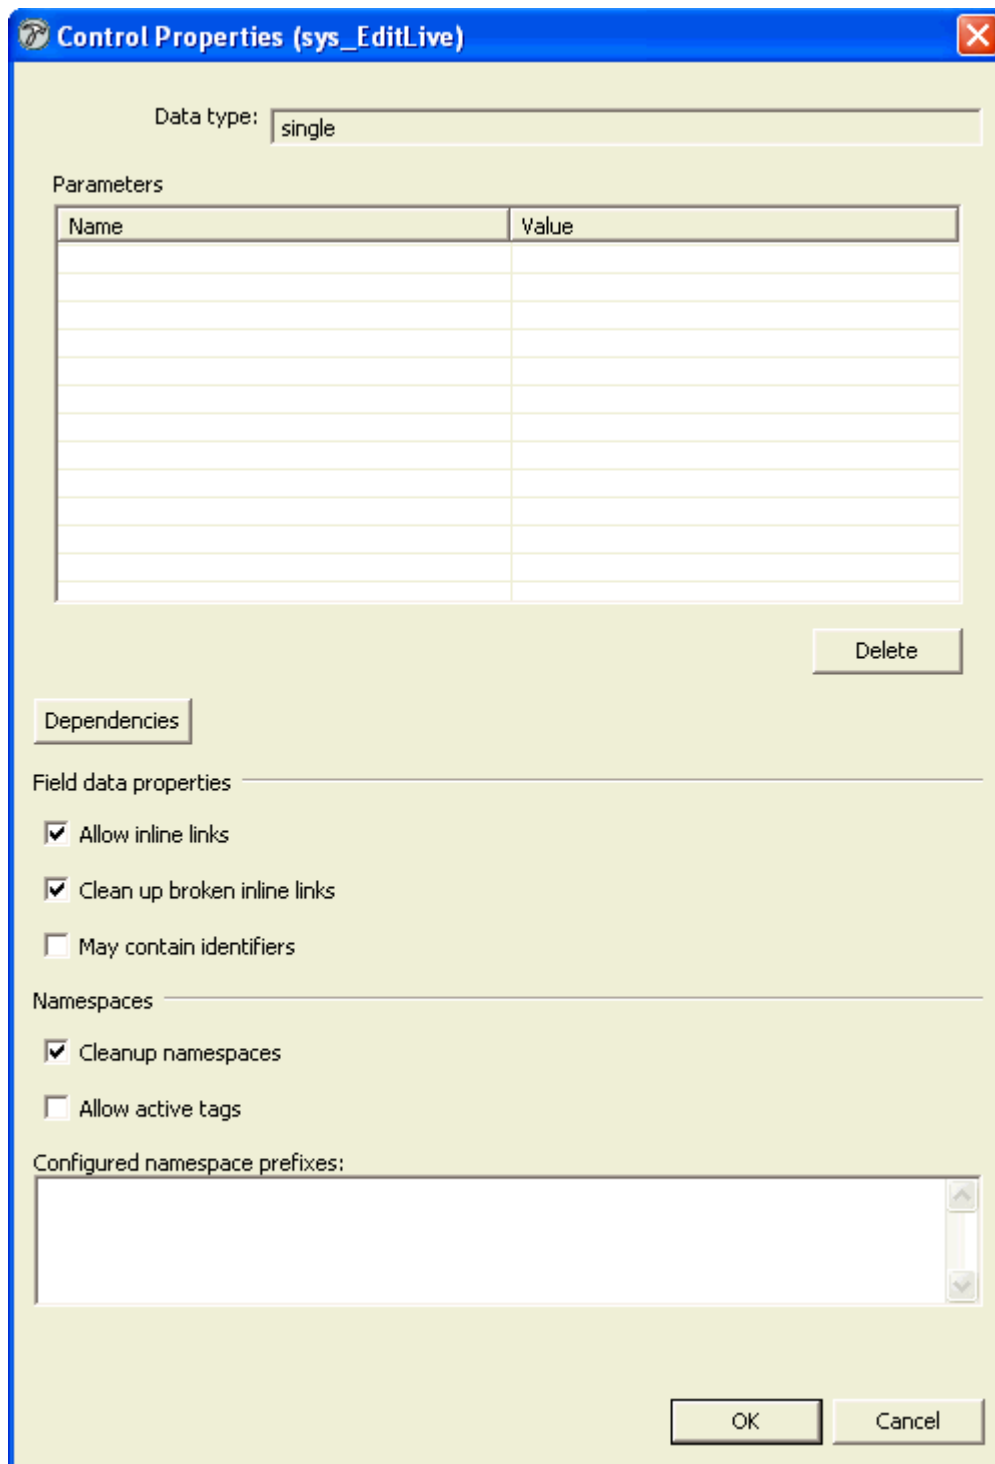 Control Properties (sys_EditLive)
Data type: single
Parameters
Name Value
Delete
Dependencies
Field data properties
Allow inline links
Clean up broken inline links
May contain identifiers
Namespaces
Cleanup namespaces
Allow active tags
Configured namespace prefixes:
OK Cancel